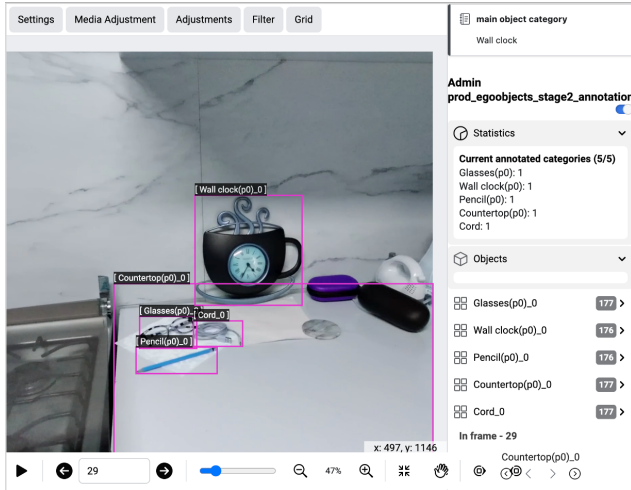 Settings
Media Adjustment
Adjustments
Filter
Grid
main object category
Wall clock
Admin
prod_egoobjects_stage2_annotation
Statistics
Current annotated categories (5/5)
Glasses(p0): 1
Wall clock(p0): 1
Pencil(p0): 1
Countertop(p0): 1
Cord: 1
Objects
Glasses(p0)_0
177
Wall clock(p0)_0
176
Pencil(p0)_0
176
Countertop(p0)_0
177
Cord_0
177
In frame - 29
Countertop(p0)_0
[ Wall clock(p0)_0 ]
[ Countertop(p0)_0 ]
[ Glasses(p0)_
[ Cord_0 ]
[ Pencil(p0)_0 ]
x: 497, y: 1146
29
47%